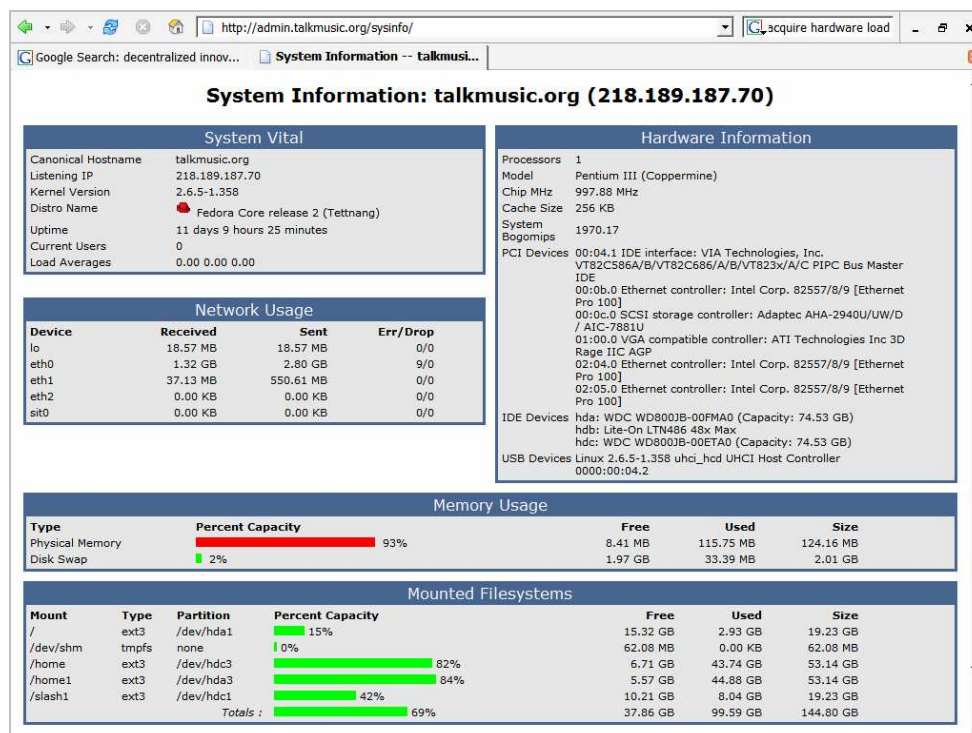 http://admin.talkmusic.org/sysinfo/
acquire hardware load
Google Search: decentralized innov...
System Information -- talkmusi...
System Information: talkmusic.org (218.189.187.70)
System Vital
Canonical Hostname talkmusic.org
Listening IP 218.189.187.70
Kernel Version 2.6.5-1.358
Distro Name Fedora Core release 2 (Tettnang)
Uptime 11 days 9 hours 25 minutes
Current Users 0
Load Averages 0.00 0.00 0.00
Network Usage
Device Received Sent Err/Drop
lo 18.57 MB 18.57 MB 0/0
eth0 1.32 GB 2.80 GB 9/0
eth1 37.13 MB 550.61 MB 0/0
eth2 0.00 KB 0.00 KB 0/0
sit0 0.00 KB 0.00 KB 0/0
Hardware Information
Processors 1
Model Pentium III (Coppermine)
Chip MHz 997.88 MHz
Cache Size 256 KB
System Bogomips 1970.17
PCI Devices 00:04.1 IDE interface: VIA Technologies, Inc.
VT82C586A/B/VT82C686/A/B/VT823x/A/C PIPC Bus Master
IDE
00:0b.0 Ethernet controller: Intel Corp. 82557/8/9 [Ethernet
Pro 100]
00:0c.0 SCSI storage controller: Adaptec AHA-2940U/UW/D
/ AIC-7881U
01:00.0 VGA compatible controller: ATI Technologies Inc 3D
Rage IIC AGP
02:04.0 Ethernet controller: Intel Corp. 82557/8/9 [Ethernet
Pro 100]
02:05.0 Ethernet controller: Intel Corp. 82557/8/9 [Ethernet
Pro 100]
IDE Devices hda: WDC WD800JB-00FMA0 (Capacity: 74.53 GB)
hdb: Lite-On LTN486 48x Max
hdc: WDC WD800JB-00ETA0 (Capacity: 74.53 GB)
USB Devices Linux 2.6.5-1.358 uhci_hcd UHCI Host Controller
0000:00:04.2
Memory Usage
Type Percent Capacity Free Used Size
Physical Memory 93% 8.41 MB 115.75 MB 124.16 MB
Disk Swap 2% 1.97 GB 33.39 MB 2.01 GB
Mounted Filesystems
Mount Type Partition Percent Capacity Free Used Size
/ ext3 /dev/hda1 15% 15.32 GB 2.93 GB 19.23 GB
/dev/shm tmpfs none 0% 62.08 MB 0.00 KB 62.08 MB
/home ext3 /dev/hdc3 82% 6.71 GB 43.74 GB 53.14 GB
/home1 ext3 /dev/hda3 84% 5.57 GB 44.88 GB 53.14 GB
/slash1 ext3 /dev/hdc1 42% 10.21 GB 8.04 GB 19.23 GB
Totals : 69% 37.86 GB 99.59 GB 144.80 GB